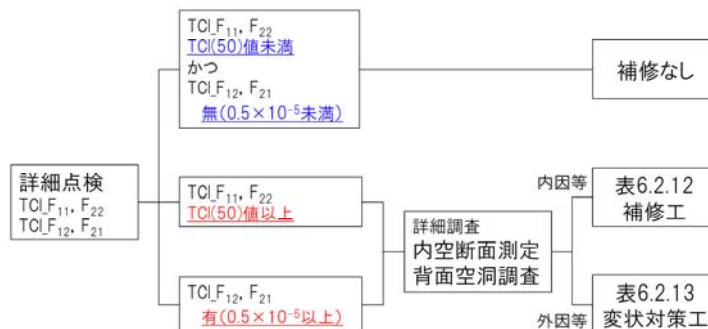 TCI_F₁₁, F₂₂
TCI(50)値未満
かつ
TCI_F₁₂, F₂₁
無(0.5×10⁻⁵未満)
補修なし
詳細点検
TCI_F₁₁, F₂₂
TCI_F₁₂, F₂₁
TCI_F₁₁, F₂₂
TCI(50)値以上
詳細調査
内空断面測定
背面空洞調査
内因等
表6.2.12
補修工
TCI_F₁₂, F₂₁
有(0.5×10⁻⁵以上)
外因等
表6.2.13
変状対策工